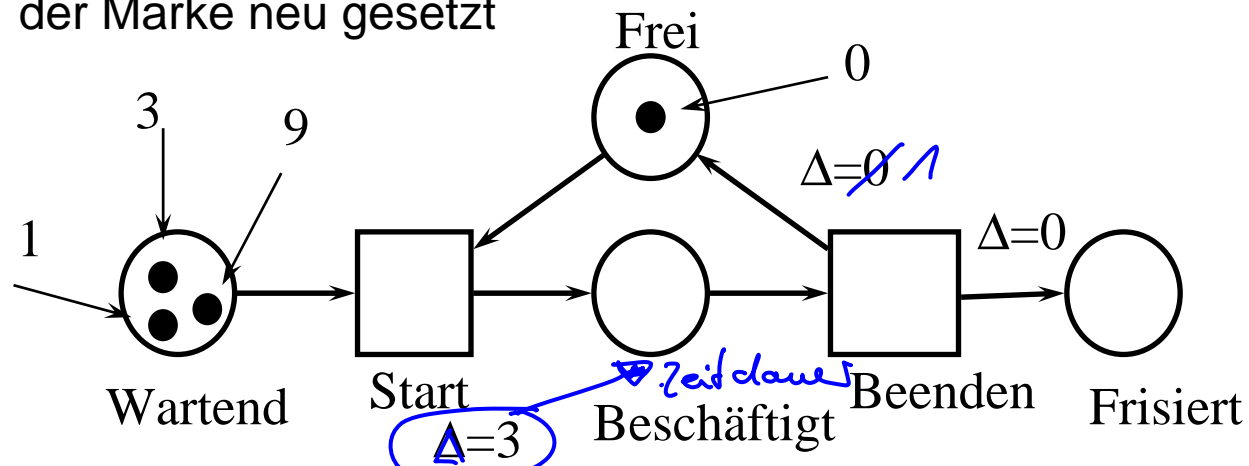 der Marke neu gesetzt
Frei
0
3
9
Δ=0 1
1
Δ=0
Zeitdauer
Wartend
Start
Beschäftigt
Beenden
Frisiert
Δ=3